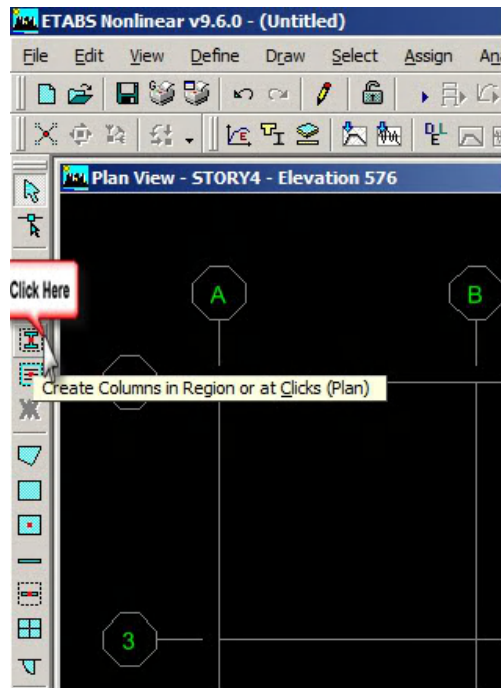 ETABS Nonlinear v9.6.0 - (Untitled)
File Edit View Define Draw Select Assign An
Plan View - STORY4 - Elevation 576
A B
Click Here
Create Columns in Region or at Clicks (Plan)
3